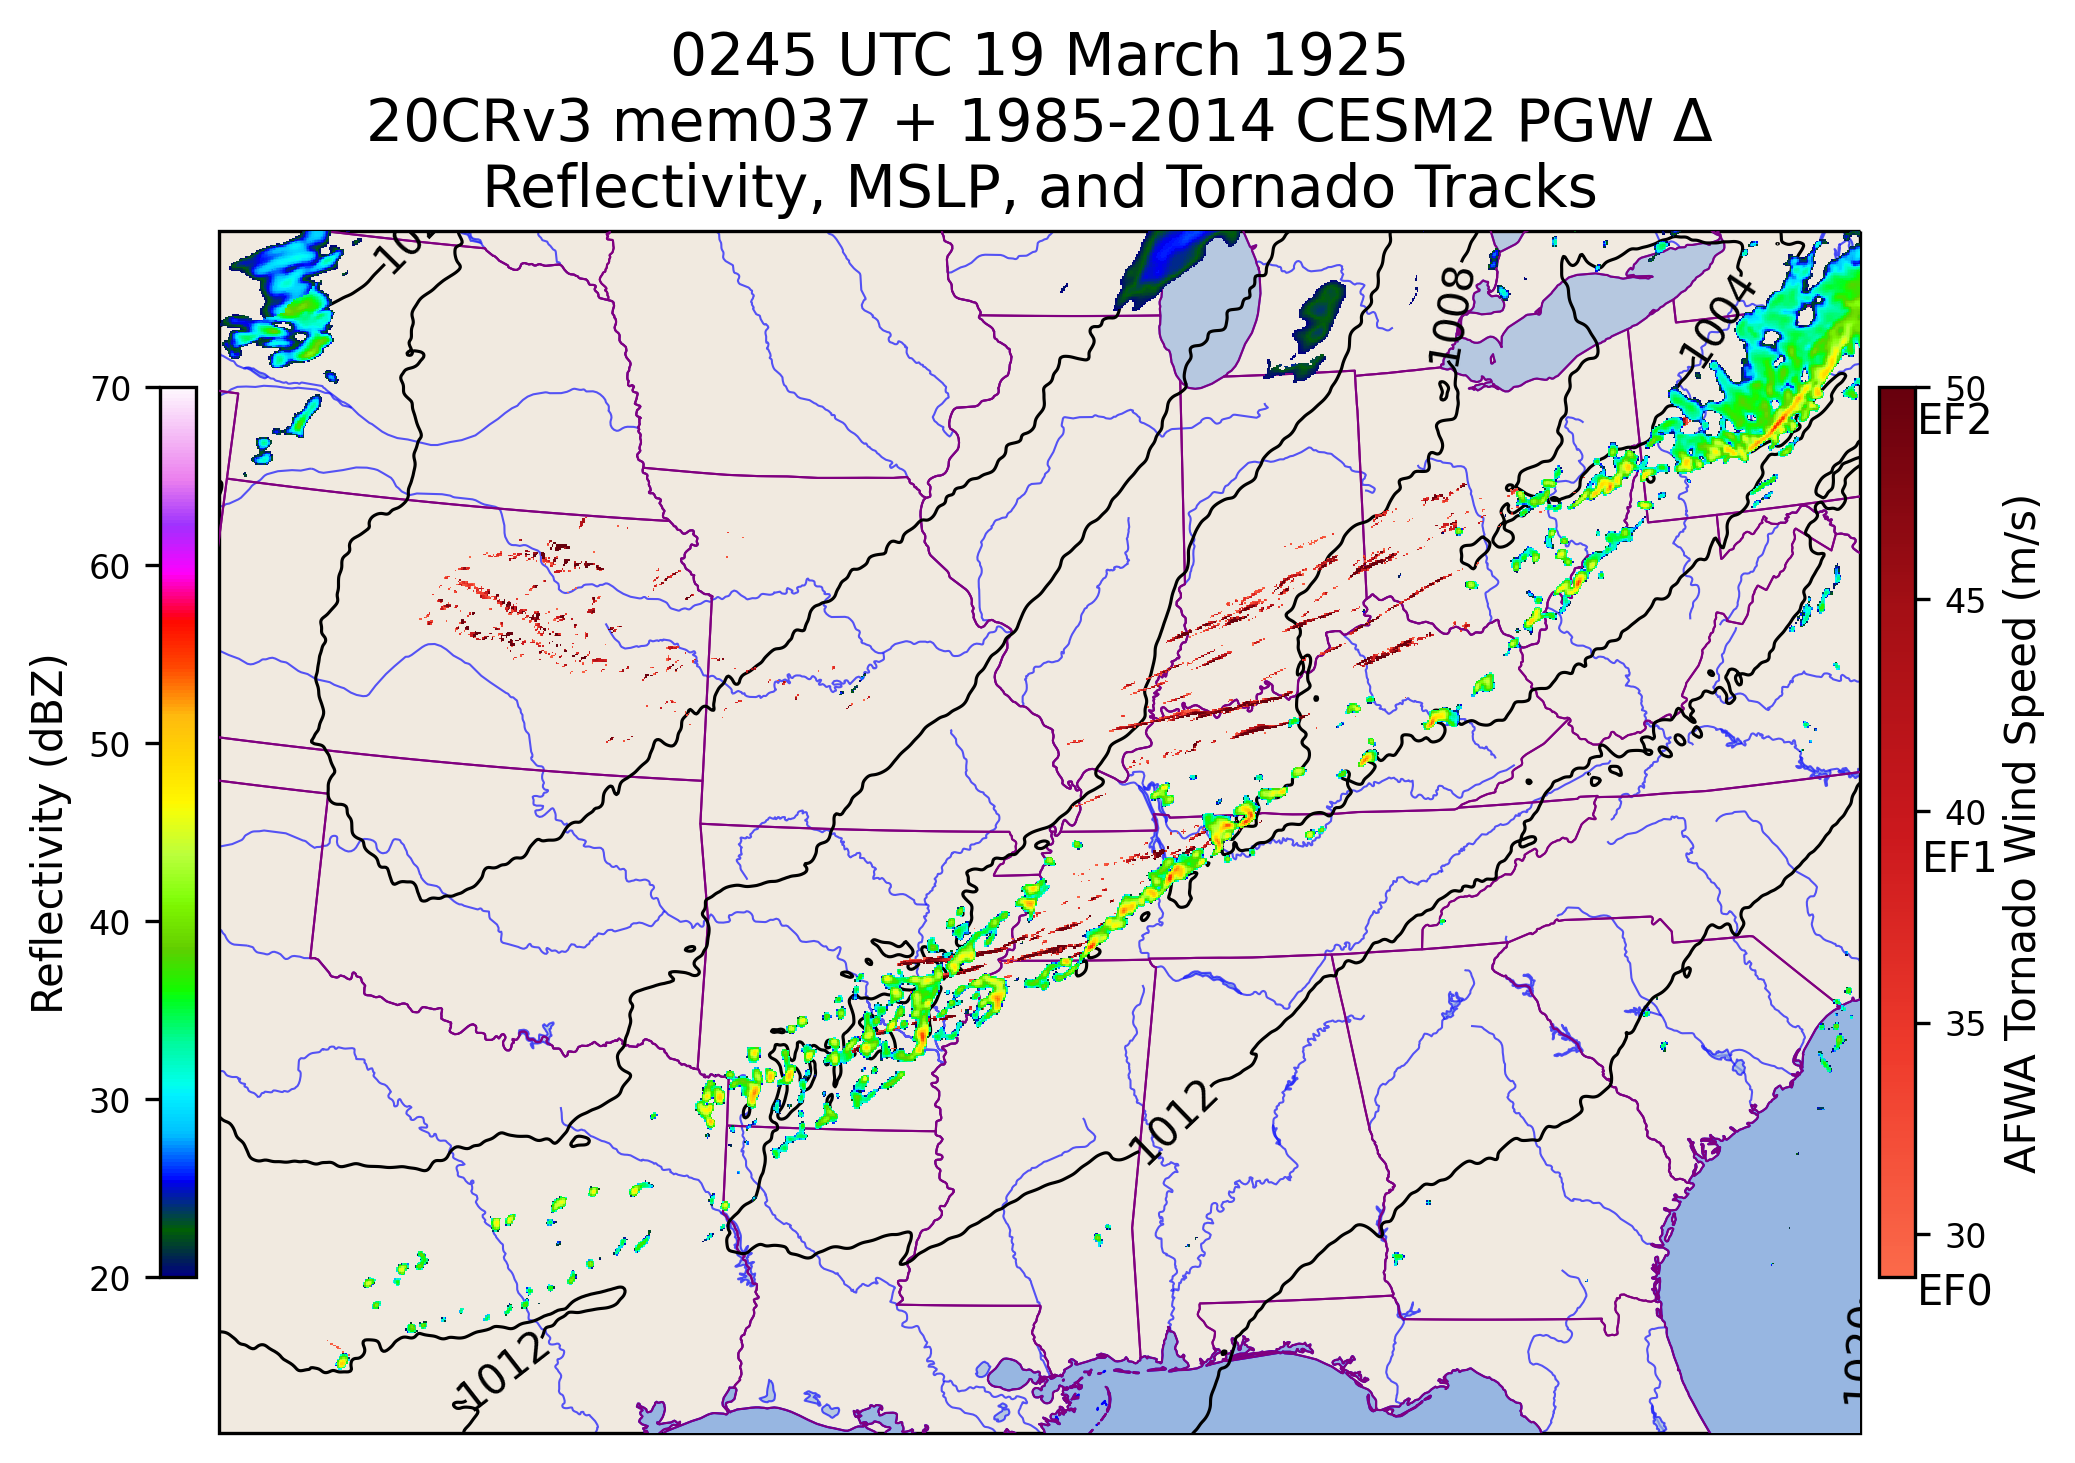 0245 UTC 19 March 1925
20CRv3 mem037 + 1985-2014 CESM2 PGW Δ
Reflectivity, MSLP, and Tornado Tracks
Reflectivity (dBZ)
70
60
50
40
30
20
1008
1004
1012
1012
1020
50
EF2
45
40
EF1
35
30
EF0
AFWA Tornado Wind Speed (m/s)